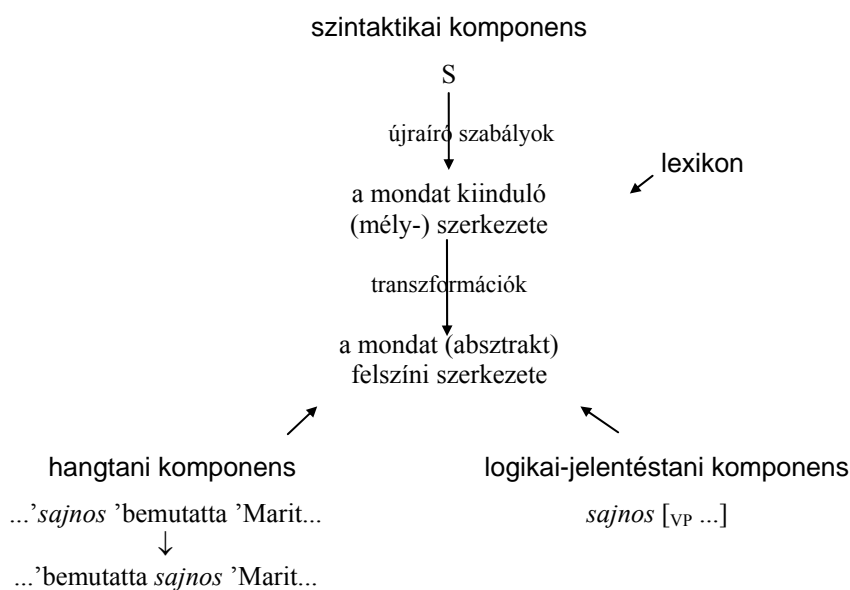 szintaktikai komponens
S
újraíró szabályok
lexikon
a mondat kiinduló
(mély-) szerkezete
transzformációk
a mondat (absztrakt)
felszíni szerkezete
hangtani komponens
logikai-jelentéstani komponens
...’sajnos ’bemutatta ’Marit...
sajnos [VP ...]
↓
...’bemutatta sajnos ’Marit...